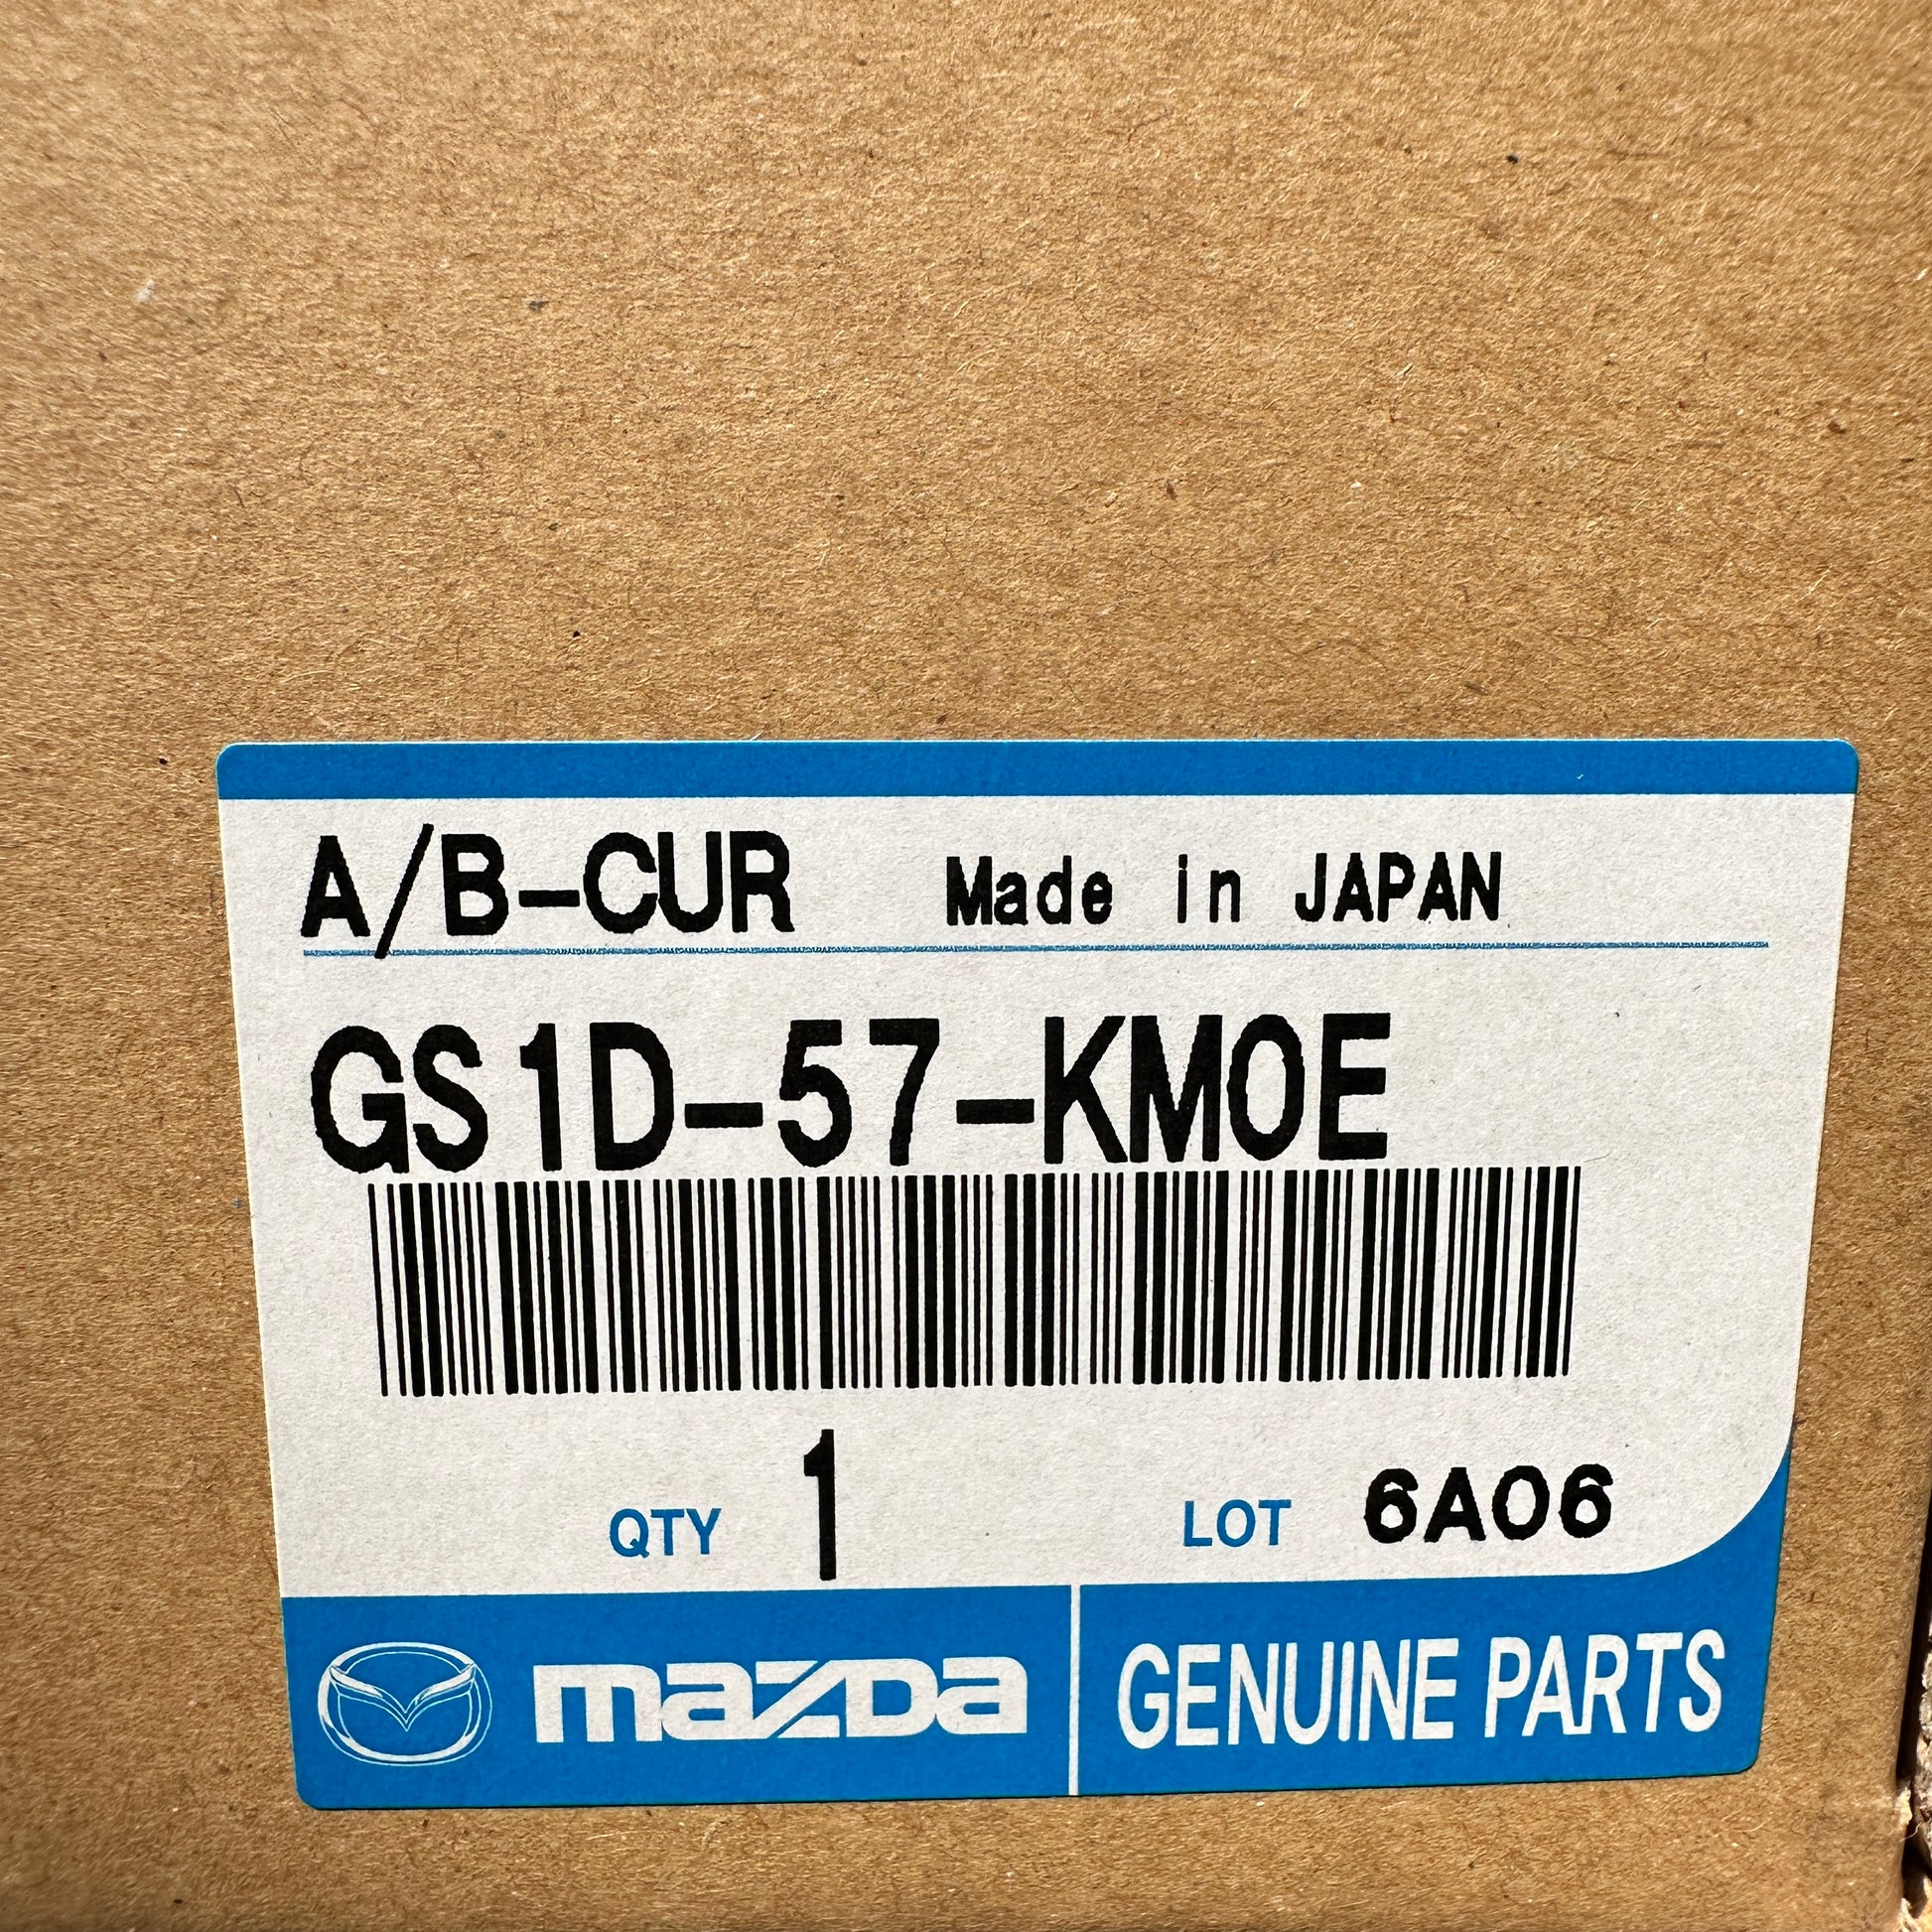 A/B-CUR Made in JAPAN
GS1D-57-KM0E
QTY 1 LOT 6A06
mazda GENUINE PARTS